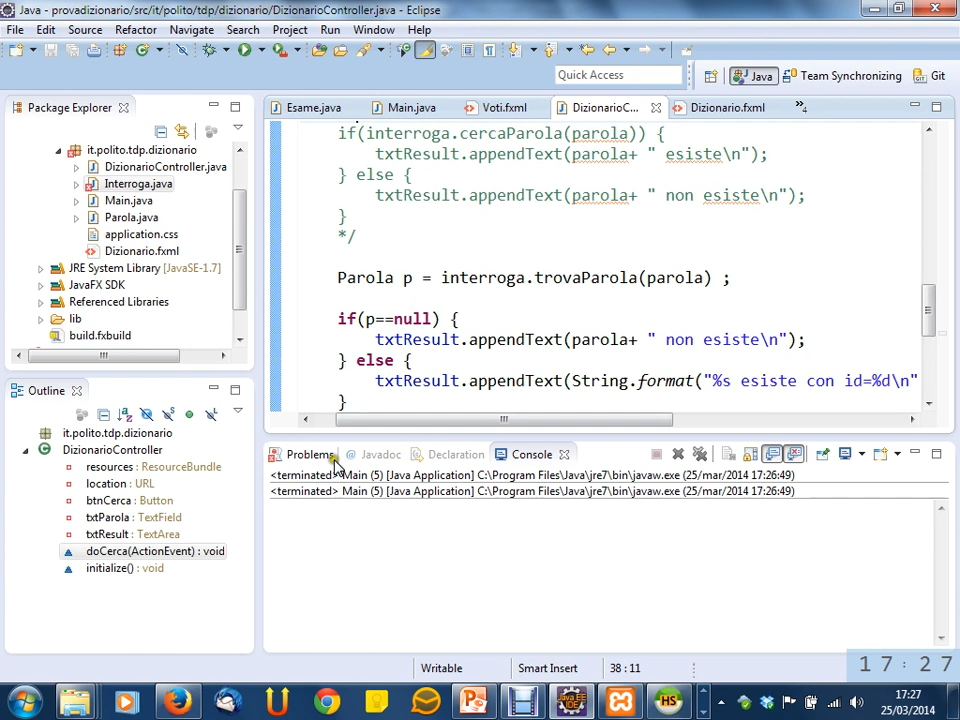 Java - provadizionario/src/it/polito/tdp/dizionario/DizionarioController.java - Eclipse
File Edit Source Refactor Navigate Search Project Run Window Help
Quick Access
Java
Team Synchronizing
Git
Package Explorer
it.polito.tdp.dizionario
DizionarioController.java
Interroga.java
Main.java
Parola.java
application.css
Dizionario.fxml
JRE System Library [JavaSE-1.7]
JavaFX SDK
Referenced Libraries
lib
build.fxbuild
Esame.java
Main.java
Voti.fxml
DizionarioC...
Dizionario.fxml
»4
if(interroga.cercaParola(parola)) {
txtResult.appendText(parola+ " esiste\n");
} else {
txtResult.appendText(parola+ " non esiste\n");
}
*/
Parola p = interroga.trovaParola(parola) ;
if(p==null) {
txtResult.appendText(parola+ " non esiste\n");
} else {
txtResult.appendText(String.format("%s esiste con id=%d\n"
}
Outline
it.polito.tdp.dizionario
DizionarioController
resources : ResourceBundle
location : URL
btnCerca : Button
txtParola : TextField
txtResult : TextArea
doCerca(ActionEvent) : void
initialize() : void
Problems
@ Javadoc
Declaration
Console
<terminated> Main (5) [Java Application] C:\Program Files\Java\jre7\bin\javaw.exe (25/mar/2014 17:26:49)
<terminated> Main (5) [Java Application] C:\Program Files\Java\jre7\bin\javaw.exe (25/mar/2014 17:26:49)
Writable
Smart Insert
38 : 11
17:27
17:27
25/03/2014